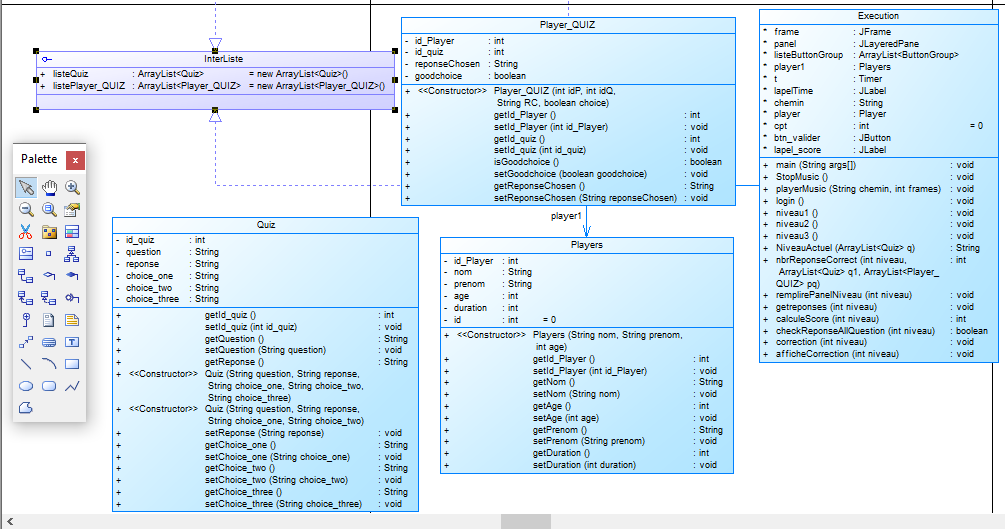 InterListe
+ listeQuiz : ArrayList<Quiz> = new ArrayList<Quiz>()
+ listePlayer_QUIZ : ArrayList<Player_QUIZ> = new ArrayList<Player_QUIZ>()
Player_QUIZ
- id_Player : int
- id_quiz : int
- reponseChosen : String
- goodchoice : boolean
+ <<Constructor>> Player_QUIZ (int idP, int idQ,
String RC, boolean choice)
+ getId_Player () : int
+ setId_Player (int id_Player) : void
+ getId_quiz () : int
+ setId_quiz (int id_quiz) : void
+ isGoodchoice () : boolean
+ setGoodchoice (boolean goodchoice) : void
+ getReponseChosen () : String
+ setReponseChosen (String reponseChosen) : void
Execution
* frame : JFrame
* panel : JLayeredPane
* listeButtonGroup : ArrayList<ButtonGroup>
* player1 : Players
* t : Timer
* lapelTime : JLabel
* chemin : String
* player : Player
* cpt : int = 0
* btn_valider : JButton
* lapel_score : JLabel
+ main (String args[]) : void
+ StopMusic () : void
+ playerMusic (String chemin, int frames) : void
+ login () : void
+ niveau1 () : void
+ niveau2 () : void
+ niveau3 () : void
+ NiveauActuel (ArrayList<Quiz> q) : String
+ nbrReponseCorrect (int niveau, : int
ArrayList<Quiz> q1, ArrayList<Player_
QUIZ> pq)
+ remplirePanelNiveau (int niveau) : void
+ getreponses (int niveau) : void
+ calculeScore (int niveau) : int
+ checkReponseAllQuestion (int niveau) : boolean
+ correction (int niveau) : void
+ afficheCorrection (int niveau) : void
Palette
x
Quiz
- id_quiz : int
- question : String
- reponse : String
- choice_one : String
- choice_two : String
- choice_three : String
+ getId_quiz () : int
+ setId_quiz (int id_quiz) : void
+ getQuestion () : String
+ setQuestion (String question) : void
+ getReponse () : String
+ <<Constructor>> Quiz (String question, String reponse,
String choice_one, String choice_two,
String choice_three)
+ <<Constructor>> Quiz (String question, String reponse,
String choice_one, String choice_two)
+ setReponse (String reponse) : void
+ getChoice_one () : String
+ setChoice_one (String choice_one) : void
+ getChoice_two () : String
+ setChoice_two (String choice_two) : void
+ getChoice_three () : String
+ setChoice_three (String choice_three) : void
player1
Players
- id_Player : int
- nom : String
- prenom : String
- age : int
- duration : int
- id : int = 0
+ <<Constructor>> Players (String nom, String prenom,
int age)
+ getId_Player () : int
+ setId_Player (int id_Player) : void
+ getNom () : String
+ setNom (String nom) : void
+ getAge () : int
+ setAge (int age) : void
+ getPrenom () : String
+ setPrenom (String prenom) : void
+ getDuration () : int
+ setDuration (int duration) : void